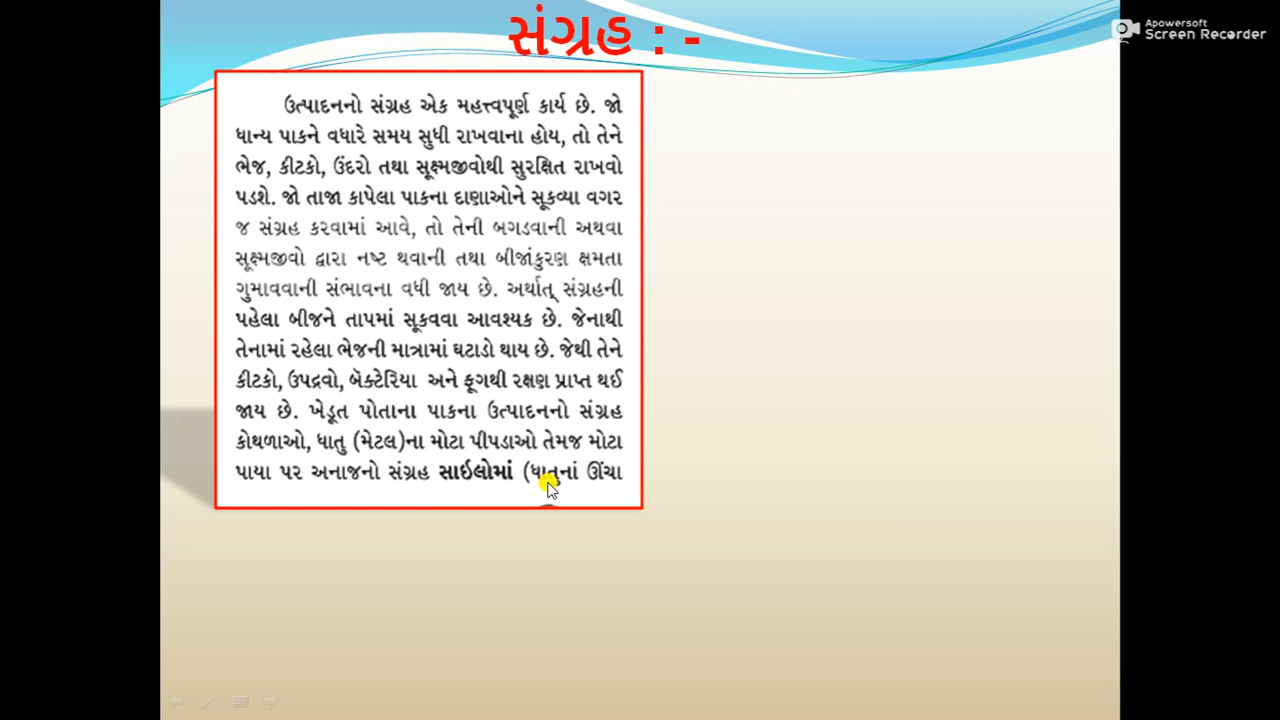 સંગ્રહ : -
Apowersoft
Screen Recorder
ઉત્પાદનનો સંગ્રહ એક મહત્ત્વપૂર્ણ કાર્ય છે. જો
ધાન્ય પાકને વધારે સમય સુધી રાખવાના હોય, તો તેને
ભેજ, કીટકો, ઉંદરો તથા સૂક્ષ્મજીવોથી સુરક્ષિત રાખવો
પડશે. જો તાજા કાપેલા પાકના દાણાઓને સૂકવ્યા વગર
જ સંગ્રહ કરવામાં આવે, તો તેની બગડવાની અથવા
સૂક્ષ્મજીવો દ્વારા નષ્ટ થવાની તથા બીજાંકુરણ ક્ષમતા
ગુમાવવાની સંભાવના વધી જાય છે. અર્થાત્ સંગ્રહની
પહેલા બીજને તાપમાં સૂકવવા આવશ્યક છે. જેનાથી
તેનામાં રહેલા ભેજની માત્રામાં ઘટાડો થાય છે. જેથી તેને
કીટકો, ઉપદ્રવો, બૅક્ટેરિયા અને ફૂગથી રક્ષણ પ્રાપ્ત થઈ
જાય છે. ખેડૂત પોતાના પાકના ઉત્પાદનનો સંગ્રહ
કોથળાઓ, ધાતુ (મેટલ)ના મોટા પીપડાઓ તેમજ મોટા
પાયા પર અનાજનો સંગ્રહ સાઇલોમાં (ધાતુનાં ઊંચા